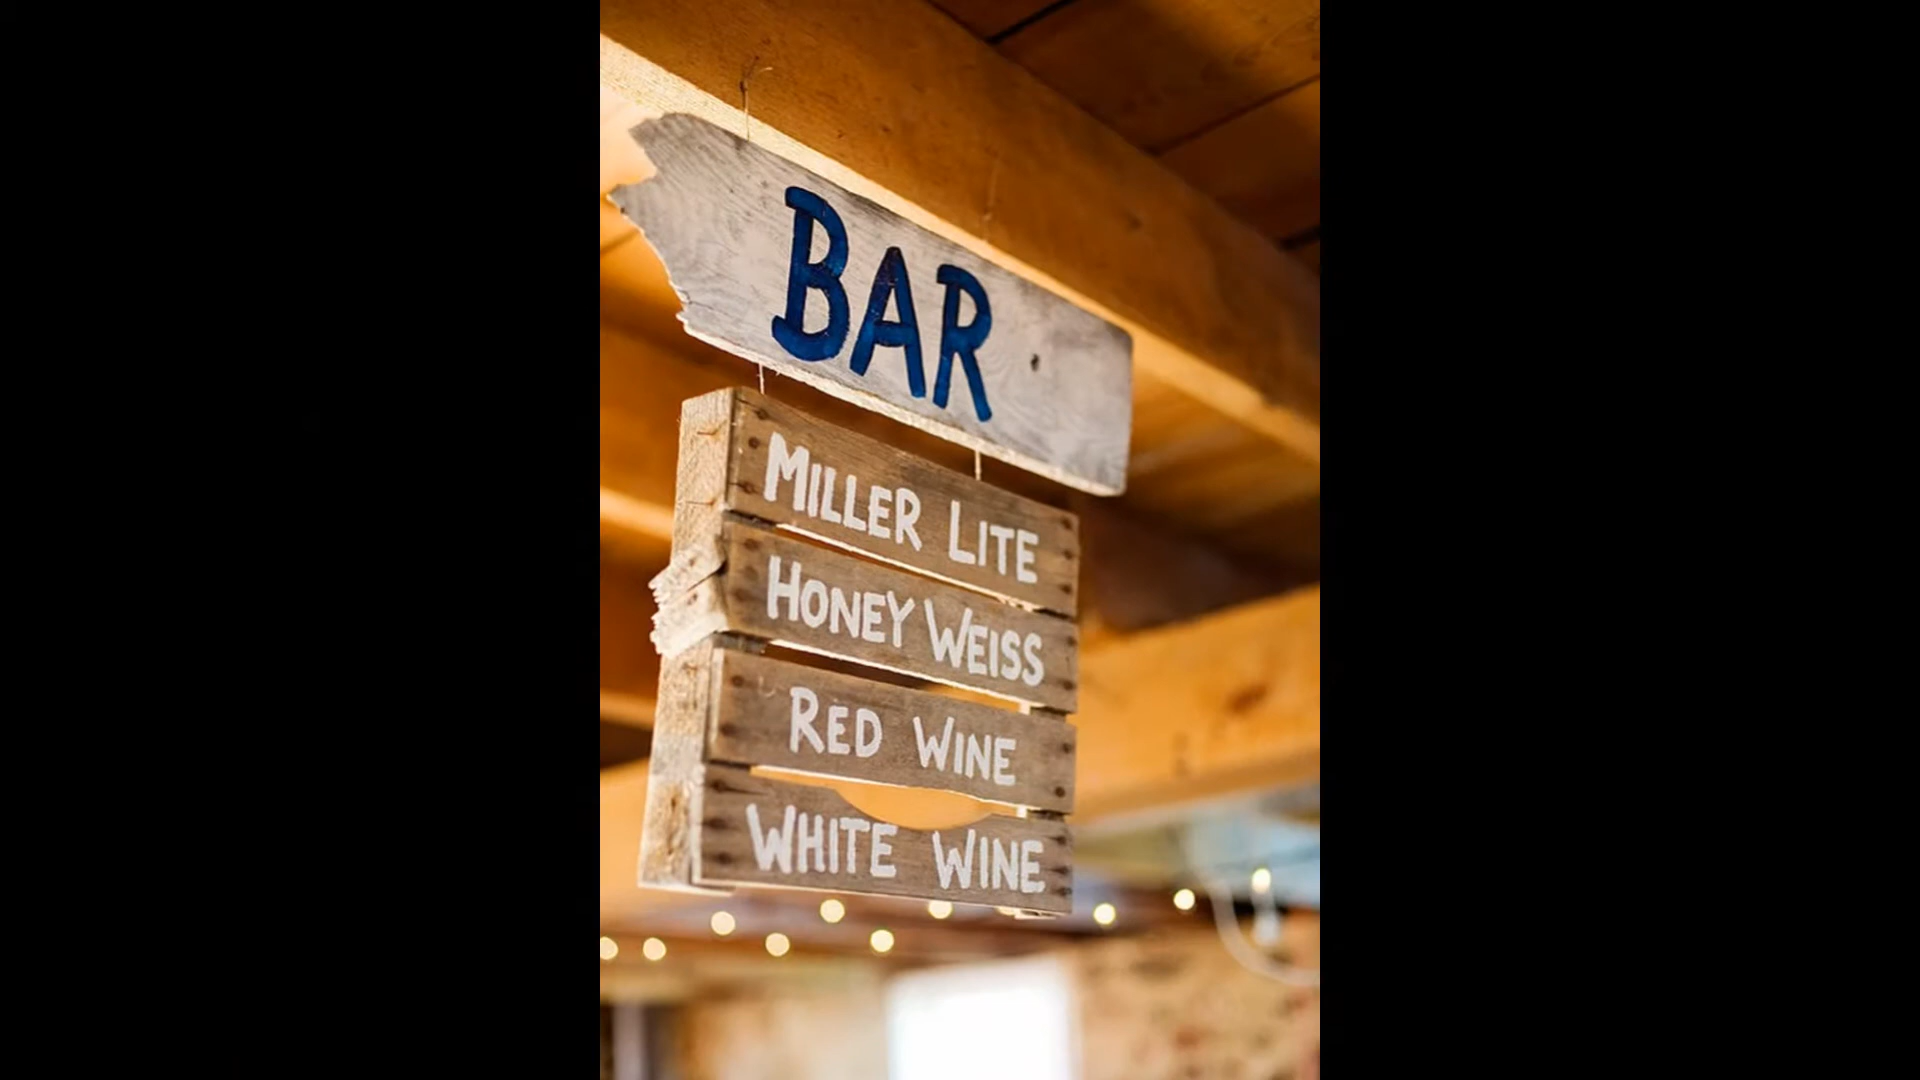 BAR
MILLER LITE
HONEY WEISS
RED WINE
WHITE WINE